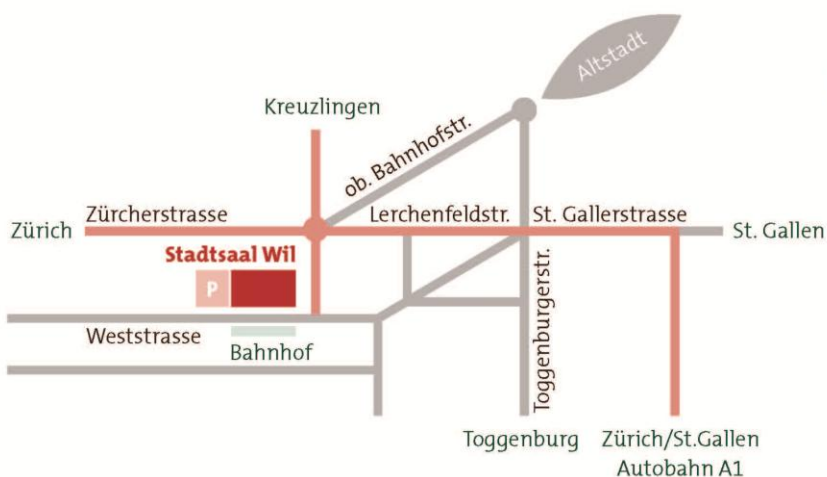 Altstadt
Kreuzlingen
ob. Bahnhofstr.
Zürich
Zürcherstrasse
Lerchenfeldstr.
St. Gallerstrasse
St. Gallen
Stadtsaal Wil
P
Toggenburgerstr.
Weststrasse
Bahnhof
Toggenburg
Zürich/St.Gallen
Autobahn A1